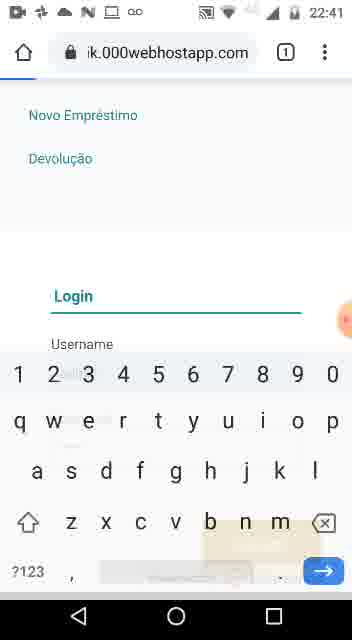 22:41
ik.000webhostapp.com
1
Novo Empréstimo
Devolução
Login
Username
1 2 3 4 5 6 7 8 9 0
q w e r t y u i o p
a s d f g h j k l
z x c v b n m
?123 , .